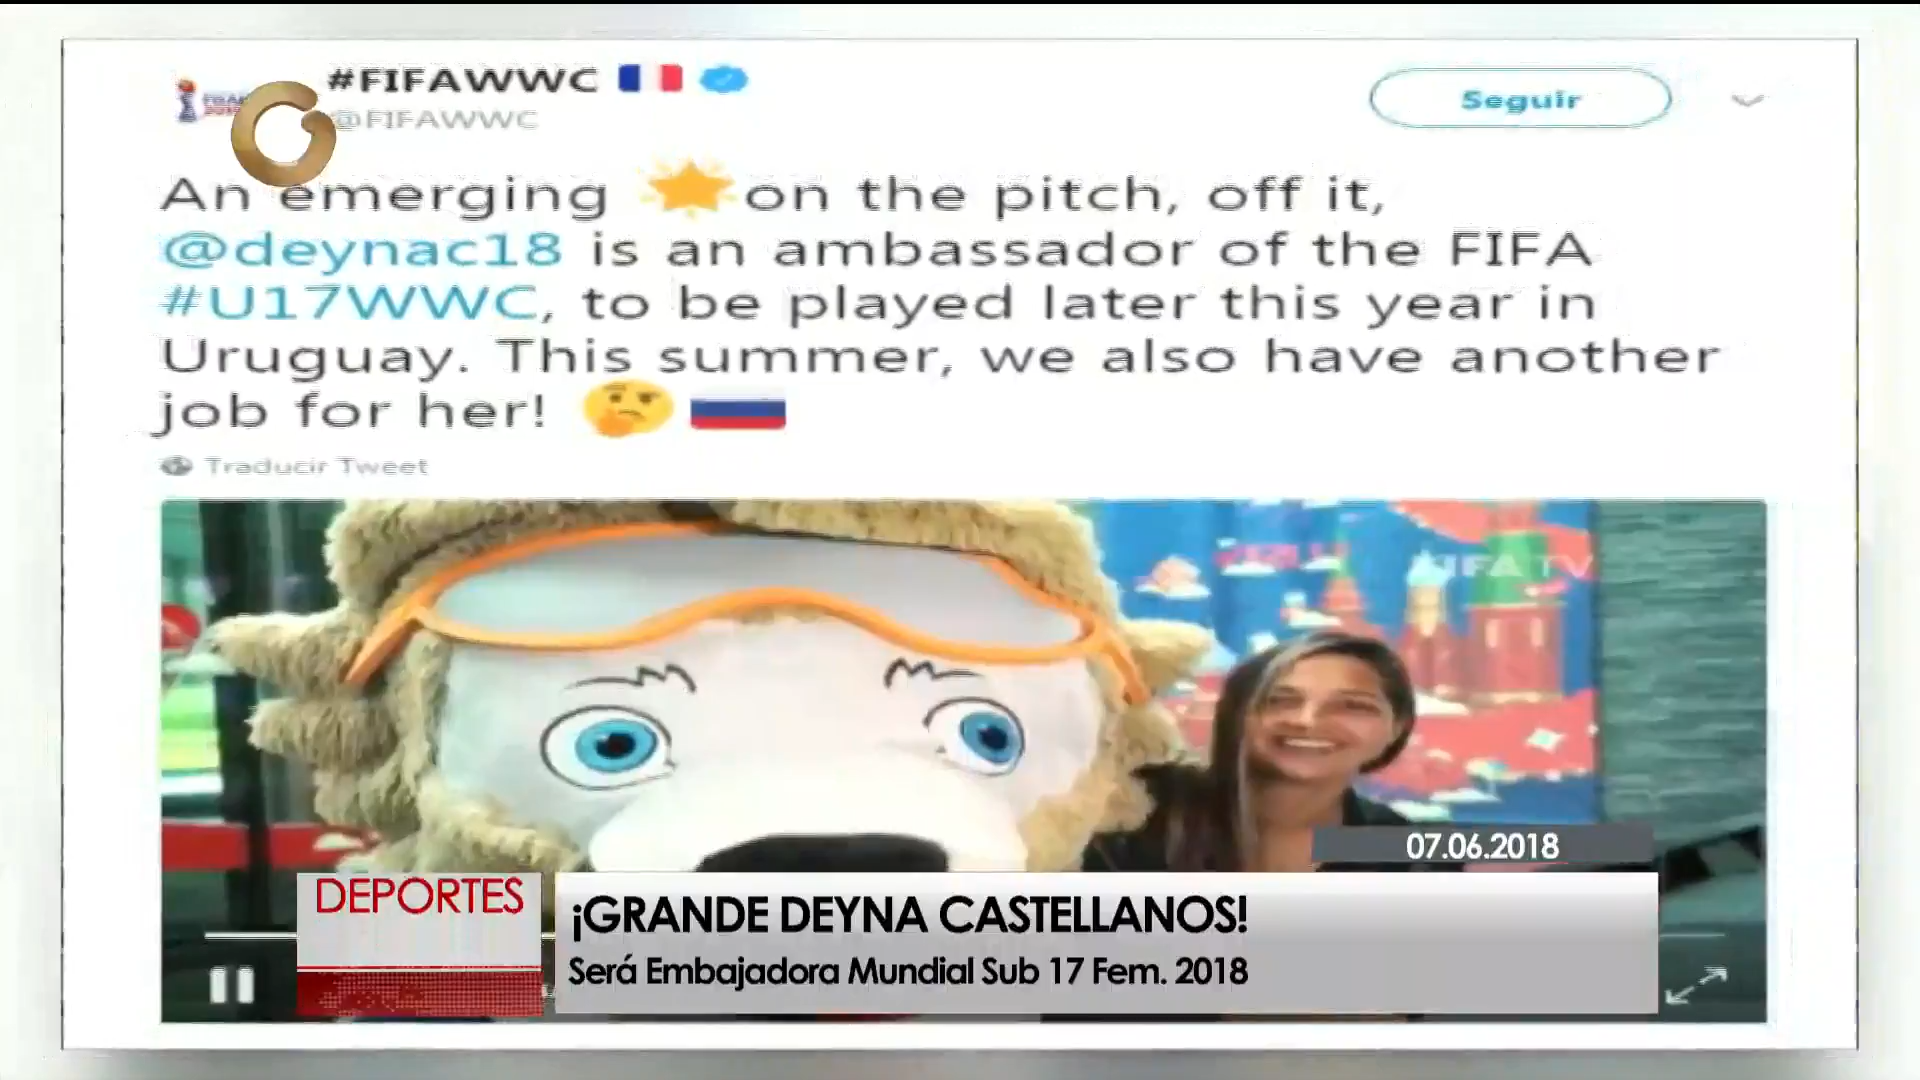 #FIFAWWC
@FIFAWWC
Seguir
An emerging on the pitch, off it,
@deynac18 is an ambassador of the FIFA
#U17WWC, to be played later this year in
Uruguay. This summer, we also have another
job for her!
Traducir Tweet
FIFA TV
07.06.2018
DEPORTES
¡GRANDE DEYNA CASTELLANOS!
Será Embajadora Mundial Sub 17 Fem. 2018